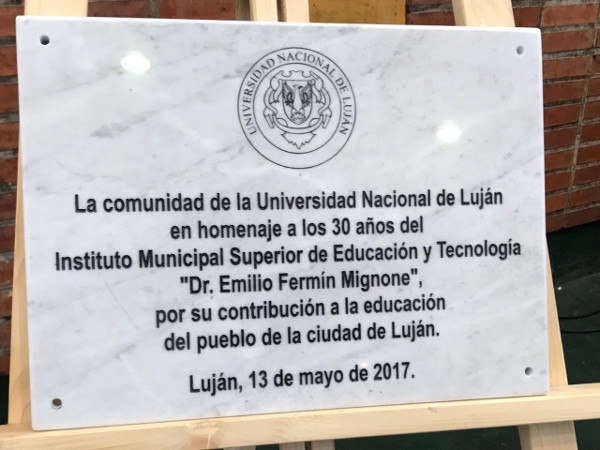 UNIVERSIDAD NACIONAL DE LUJÁN
La comunidad de la Universidad Nacional de Luján
en homenaje a los 30 años del
Instituto Municipal Superior de Educación y Tecnología
"Dr. Emilio Fermín Mignone",
por su contribución a la educación
del pueblo de la ciudad de Luján.
Luján, 13 de mayo de 2017.